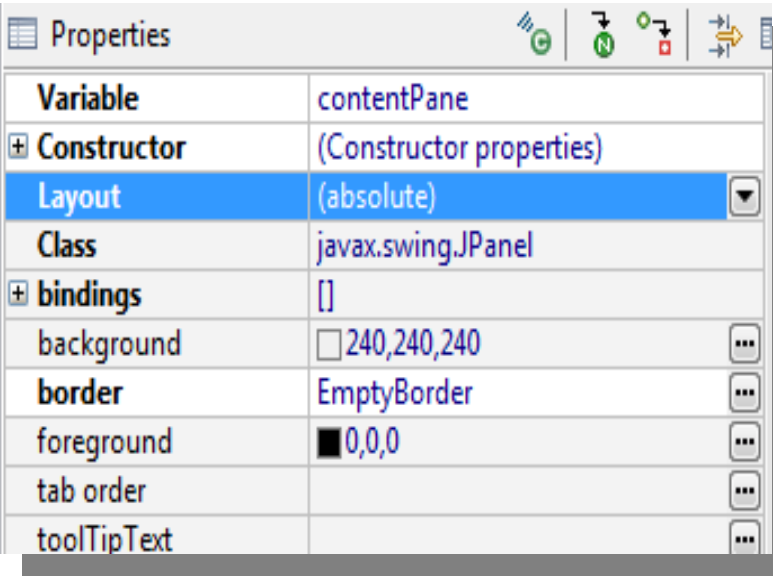 Properties
Variable contentPane
Constructor (Constructor properties)
Layout (absolute)
Class javax.swing.JPanel
bindings []
background 240,240,240
border EmptyBorder
foreground 0,0,0
tab order
toolTipText